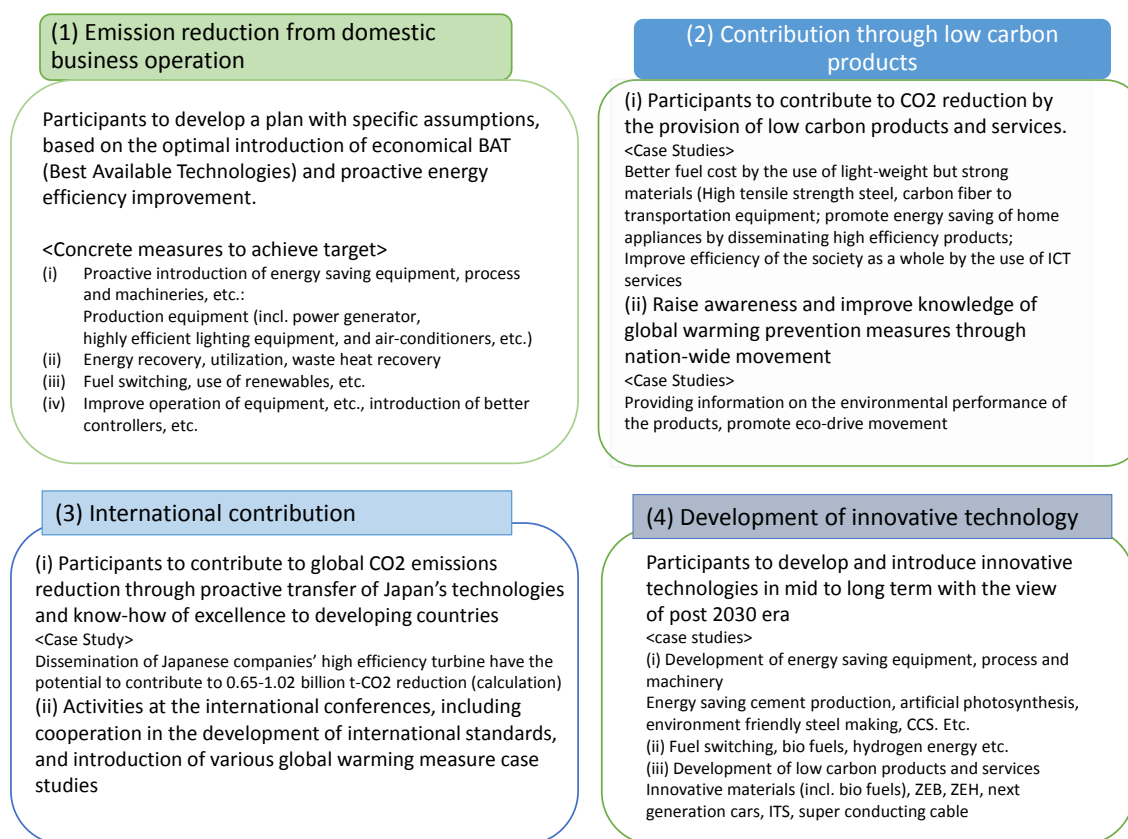 (1) Emission reduction from domestic
business operation
Participants to develop a plan with specific assumptions,
based on the optimal introduction of economical BAT
(Best Available Technologies) and proactive energy
efficiency improvement.
<Concrete measures to achieve target>
(i) Proactive introduction of energy saving equipment, process
and machineries, etc.:
Production equipment (incl. power generator,
highly efficient lighting equipment, and air-conditioners, etc.)
(ii) Energy recovery, utilization, waste heat recovery
(iii) Fuel switching, use of renewables, etc.
(iv) Improve operation of equipment, etc., introduction of better
controllers, etc.
(2) Contribution through low carbon
products
(i) Participants to contribute to CO2 reduction by
the provision of low carbon products and services.
<Case Studies>
Better fuel cost by the use of light-weight but strong
materials (High tensile strength steel, carbon fiber to
transportation equipment; promote energy saving of home
appliances by disseminating high efficiency products;
Improve efficiency of the society as a whole by the use of ICT
services
(ii) Raise awareness and improve knowledge of
global warming prevention measures through
nation-wide movement
<Case Studies>
Providing information on the environmental performance of
the products, promote eco-drive movement
(3) International contribution
(i) Participants to contribute to global CO2 emissions
reduction through proactive transfer of Japan's technologies
and know-how of excellence to developing countries
<Case Study>
Dissemination of Japanese companies' high efficiency turbine have the
potential to contribute to 0.65-1.02 billion t-CO2 reduction (calculation)
(ii) Activities at the international conferences, including
cooperation in the development of international standards,
and introduction of various global warming measure case
studies
(4) Development of innovative technology
Participants to develop and introduce innovative
technologies in mid to long term with the view
of post 2030 era
<case studies>
(i) Development of energy saving equipment, process and
machinery
Energy saving cement production, artificial photosynthesis,
environment friendly steel making, CCS. Etc.
(ii) Fuel switching, bio fuels, hydrogen energy etc.
(iii) Development of low carbon products and services
Innovative materials (incl. bio fuels), ZEB, ZEH, next
generation cars, ITS, super conducting cable